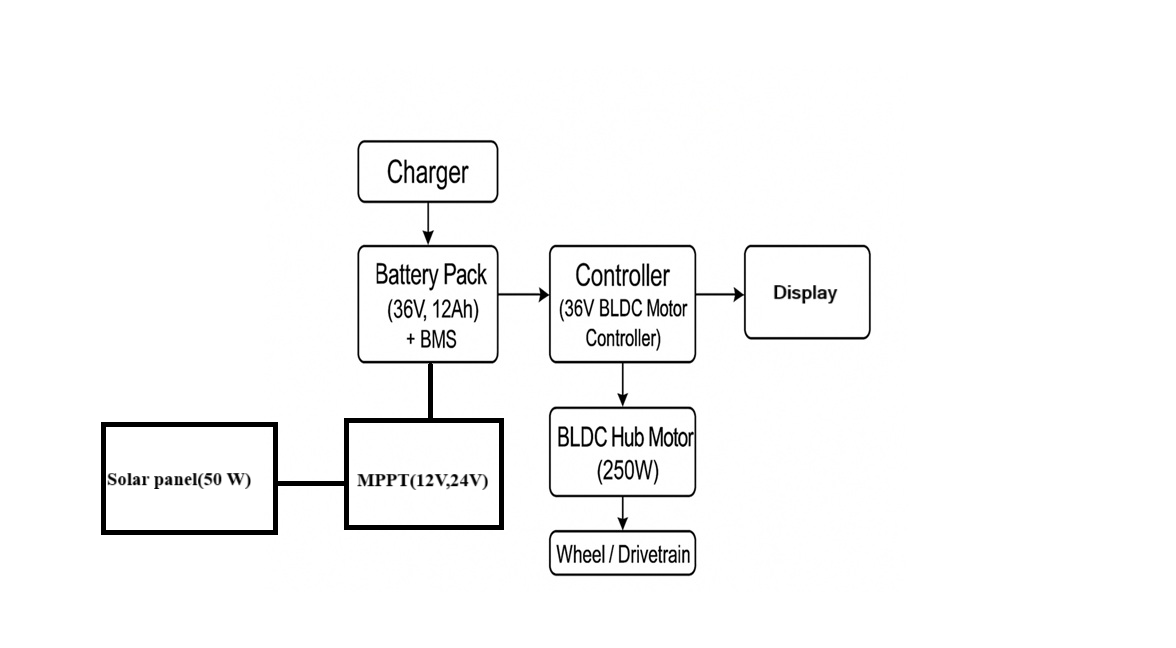 Charger
Battery Pack
(36V, 12Ah)
+ BMS
Controller
(36V BLDC Motor
Controller)
Display
BLDC Hub Motor
(250W)
Solar panel(50 W)
MPPT(12V,24V)
Wheel / Drivetrain